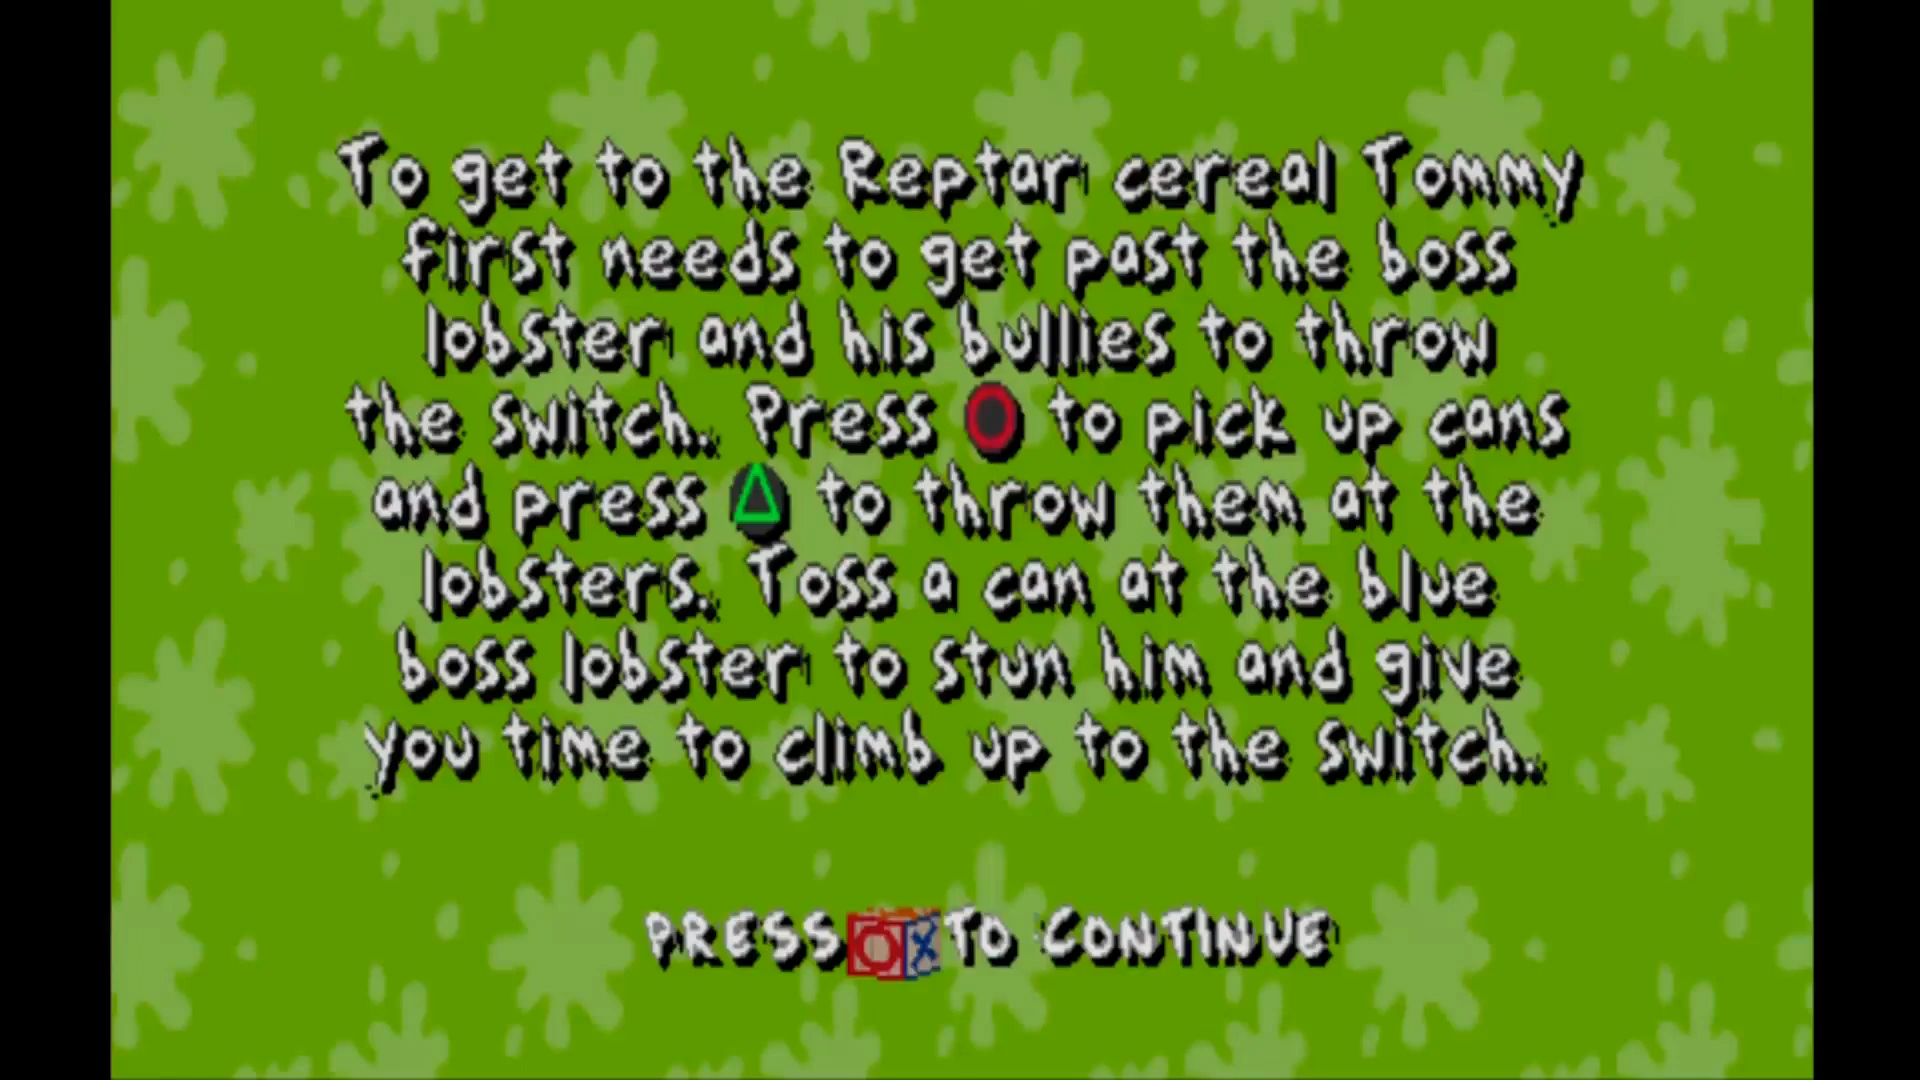 To get to the Reptar cereal Tommy
first needs to get past the boss
lobster and his bullies to throw
the switch. Press O to pick up cans
and press △ to throw them at the
lobsters. Toss a can at the blue
boss lobster to stun him and give
you time to climb up to the switch.
PRESS O X TO CONTINUE